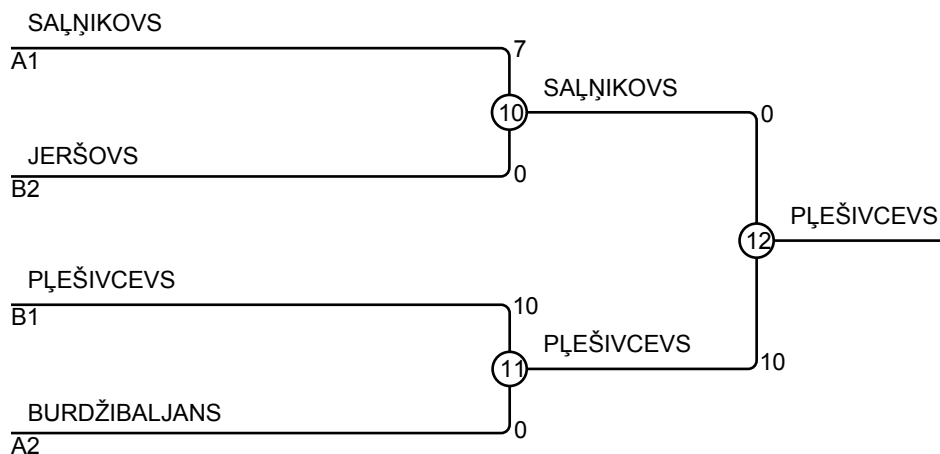 SAĻŅIKOVS
A1
7
10
SAĻŅIKOVS
0
JERŠOVS
B2
0
PĻEŠIVCEVS
12
PĻEŠIVCEVS
B1
10
11
PĻEŠIVCEVS
10
BURDŽIBALJANS
A2
0